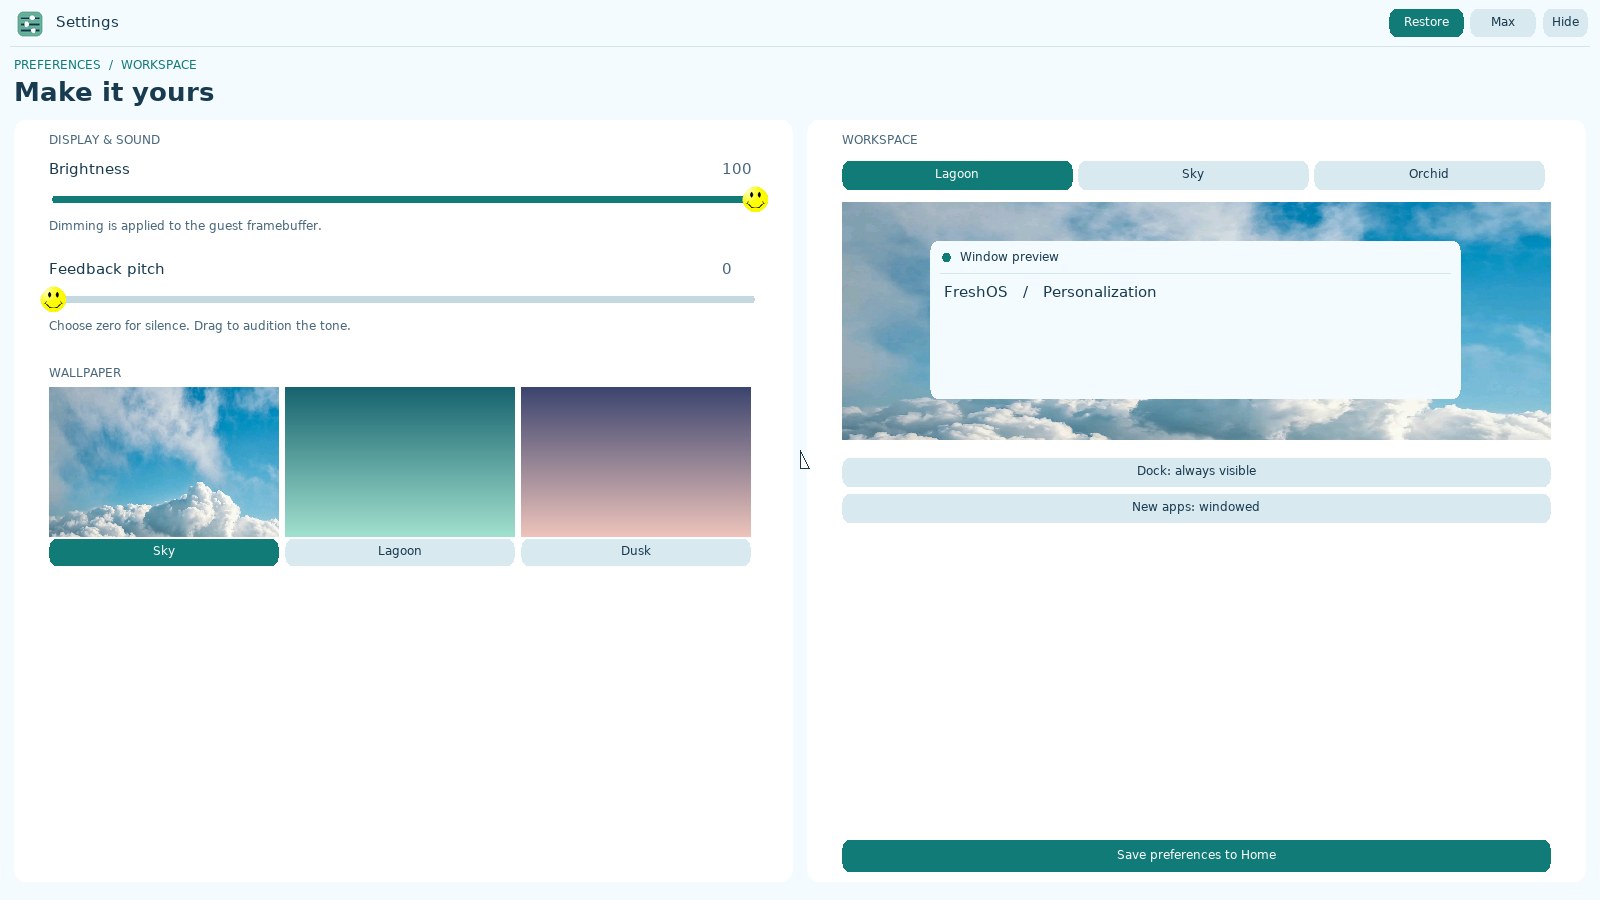 Settings
Restore
Max
Hide
PREFERENCES / WORKSPACE
Make it yours
DISPLAY & SOUND
Brightness 100
Dimming is applied to the guest framebuffer.
Feedback pitch 0
Choose zero for silence. Drag to audition the tone.
WALLPAPER
Sky
Lagoon
Dusk
WORKSPACE
Lagoon
Sky
Orchid
Window preview
FreshOS / Personalization
Dock: always visible
New apps: windowed
Save preferences to Home